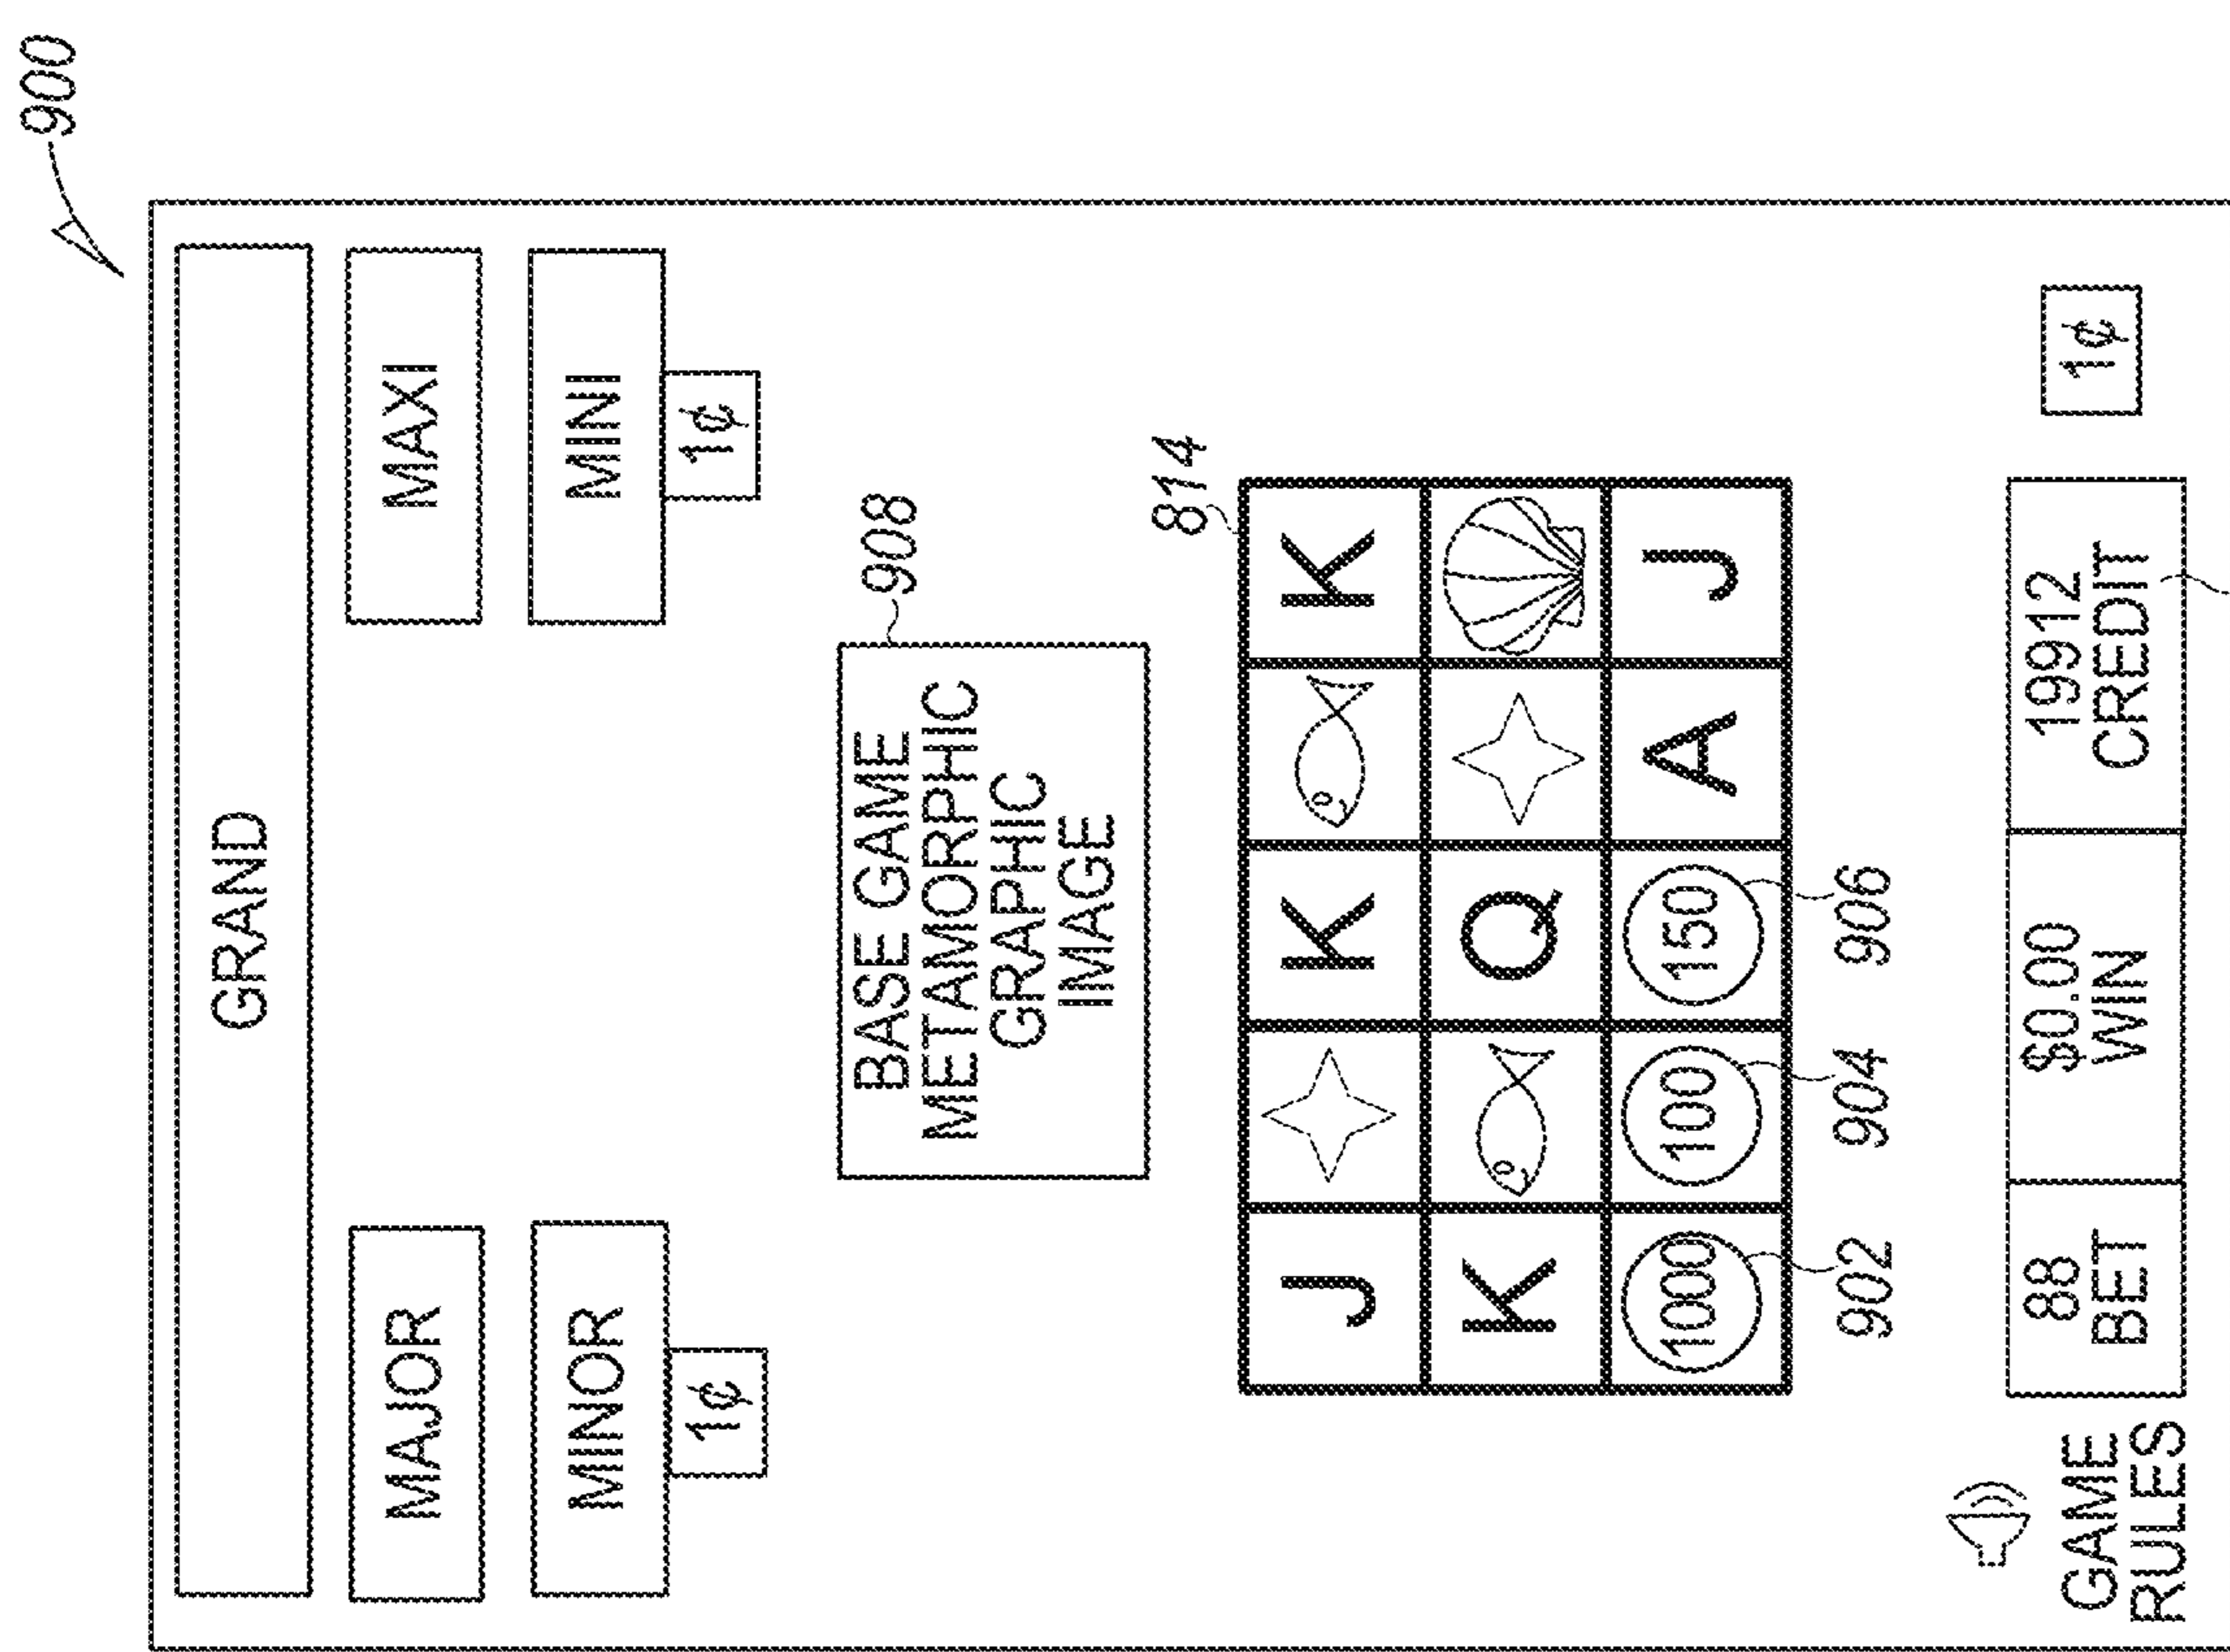 900
GRAND
MAJOR
MAXI
MINOR
MINI
1¢
1¢
BASE GAME
METAMORPHIC
GRAPHIC
IMAGE
908
814
J
K
K
K
Q
1000
100
150
A
J
902
904
906
88
BET
$0.00
WIN
19912
CREDIT
1¢
GAME
RULES